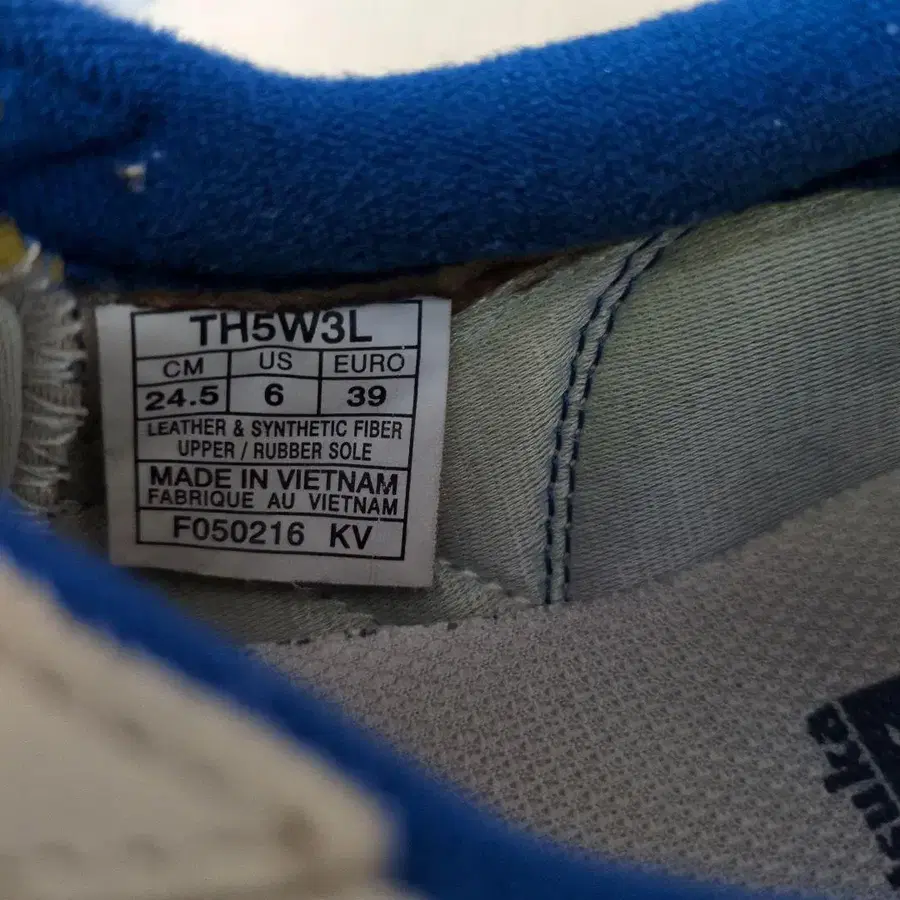 TH5W3L
CM US EURO
24.5 6 39
LEATHER & SYNTHETIC FIBER
UPPER / RUBBER SOLE
MADE IN VIETNAM
FABRIQUE AU VIETNAM
F050216 KV